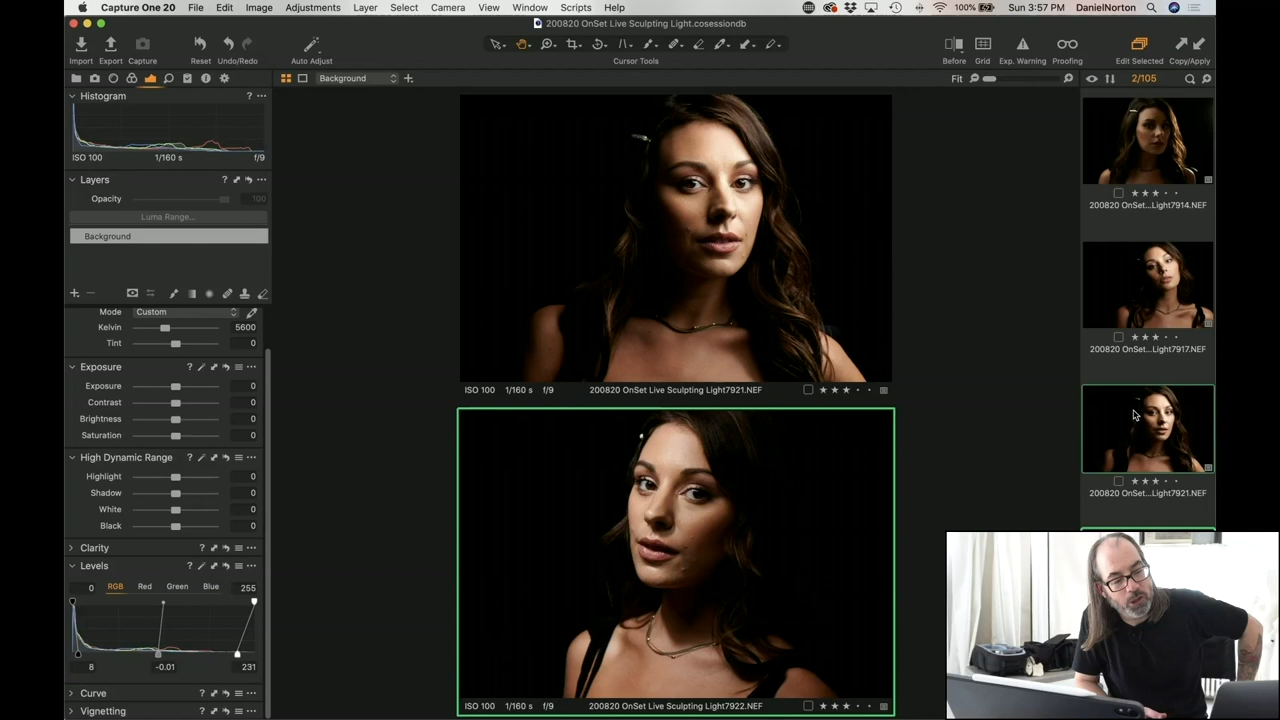 Capture One 20 File Edit Image Adjustments Layer Select Camera View Window Scripts Help 100% Sun 3:57 PM DanielNorton
200820 OnSet Live Sculpting Light.cosessiondb
Import Export Capture Reset Undo/Redo Auto Adjust Cursor Tools Before Grid Exp. Warning Proofing Edit Selected Copy/Apply
Background Fit 2/105
Histogram ?
ISO 100 1/160 s f/9
Layers ?
Opacity 100
Luma Range...
Background
Mode Custom
Kelvin 5600
Tint 0
Exposure ?
Exposure 0
Contrast 0
Brightness 0
Saturation 0
High Dynamic Range ?
Highlight 0
Shadow 0
White 0
Black 0
Clarity ?
Levels ?
0 RGB Red Green Blue 255
8 -0.01 231
Curve ?
Vignetting ?
ISO 100 1/160 s f/9 200820 OnSet Live Sculpting Light7921.NEF
ISO 100 1/160 s f/9 200820 OnSet Live Sculpting Light7922.NEF
200820 OnSet...Light7914.NEF
200820 OnSet...Light7917.NEF
200820 OnSet...Light7921.NEF